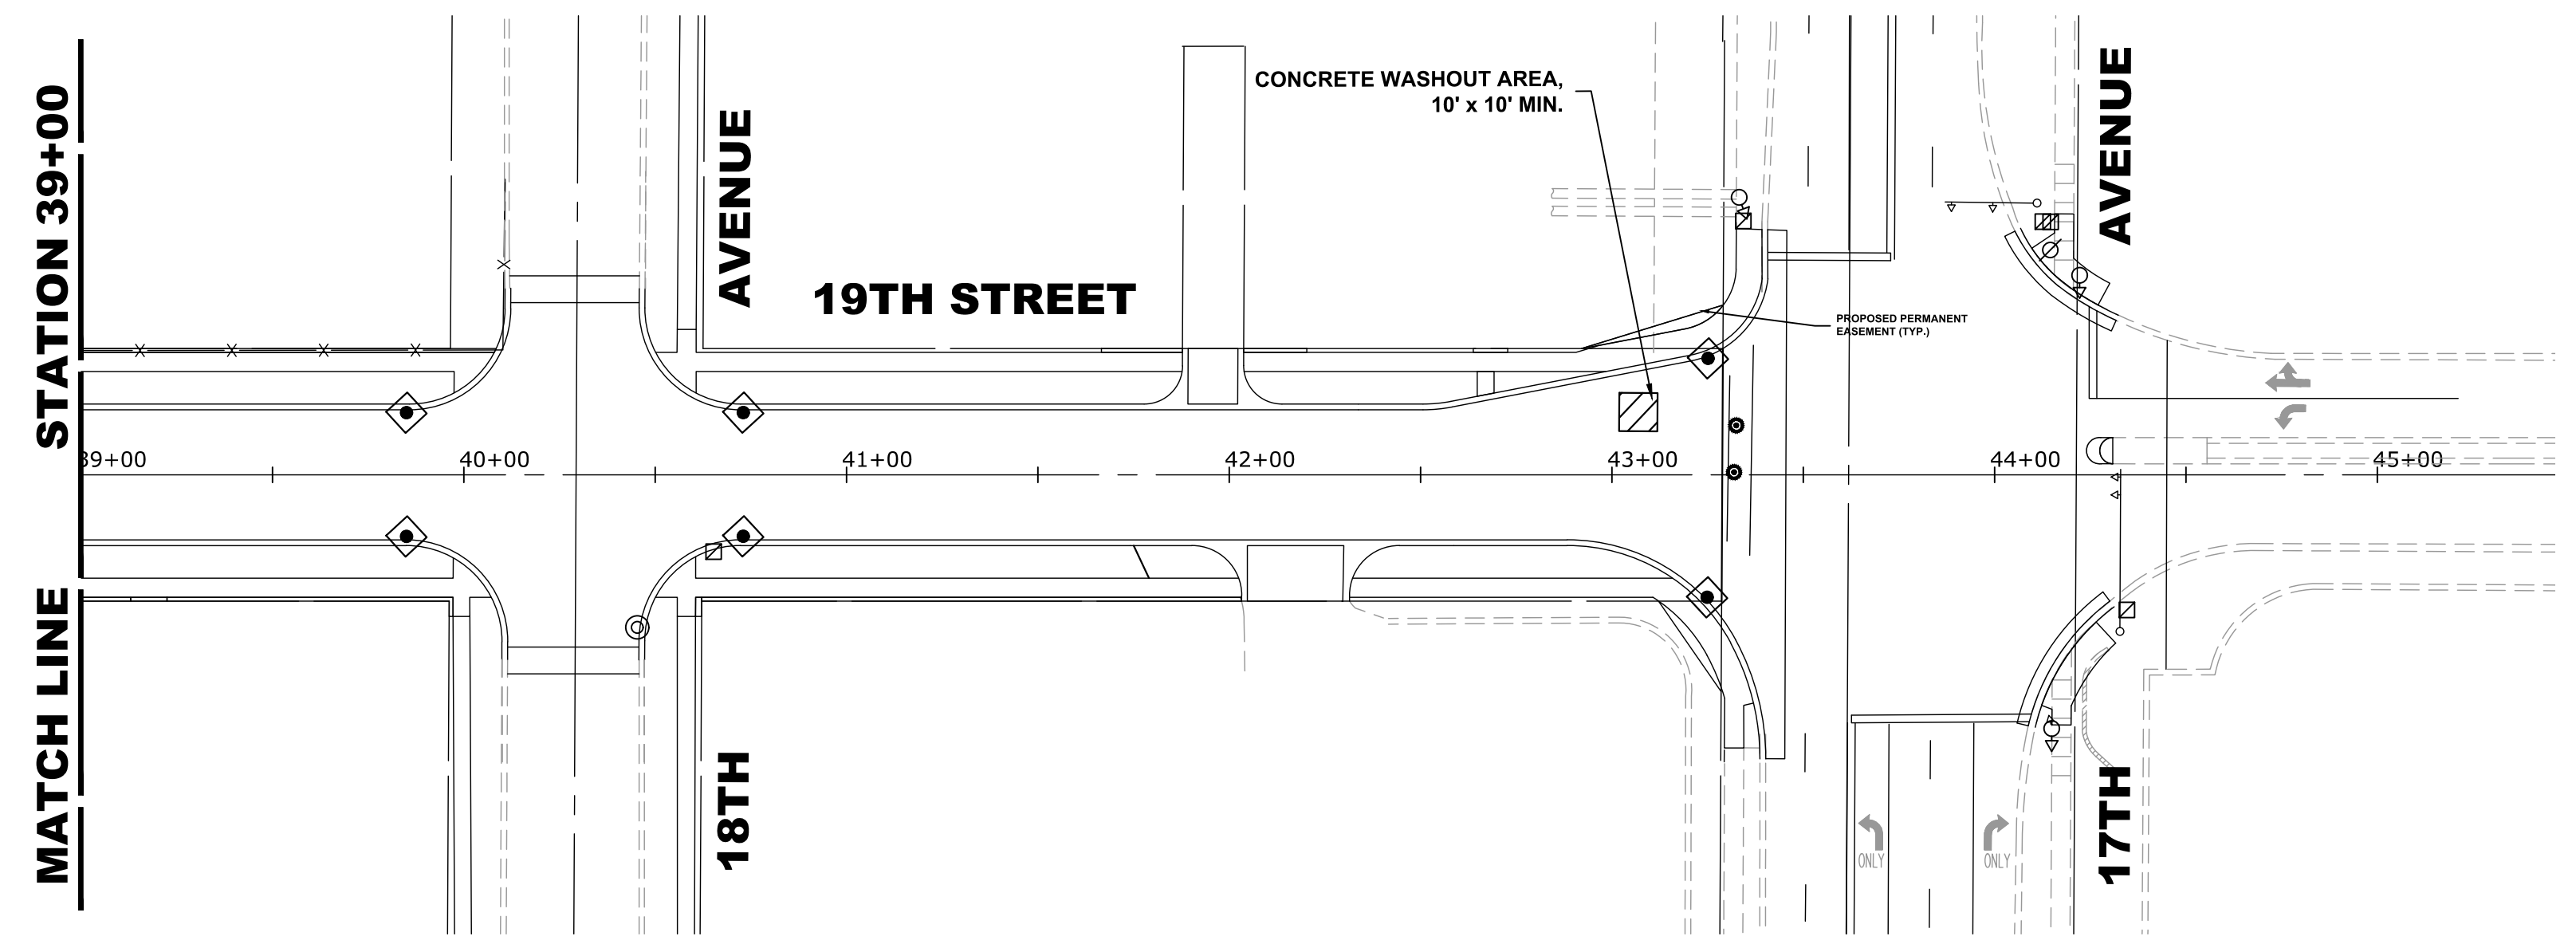 STATION 39+00
MATCH LINE
AVENUE
18TH
19TH STREET
CONCRETE WASHOUT AREA,
10' x 10' MIN.
PROPOSED PERMANENT
EASEMENT (TYP.)
AVENUE
17TH
39+00
40+00
41+00
42+00
43+00
44+00
45+00
ONLY
ONLY